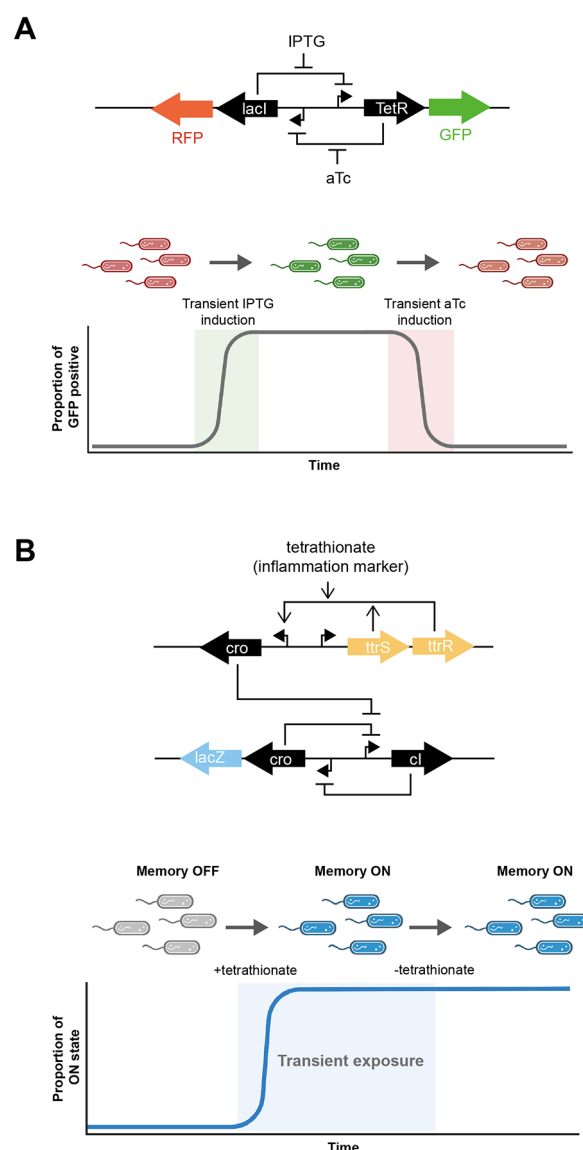 A
IPTG
lacI
TetR
RFP
GFP
aTc
Transient IPTG
induction
Transient aTc
induction
Proportion of
GFP positive
Time
B
tetrathionate
(inflammation marker)
cro
ttrS
ttrR
lacZ
cro
cI
Memory OFF
Memory ON
Memory ON
+tetrathionate
-tetrathionate
Proportion of
ON state
Transient exposure
Time